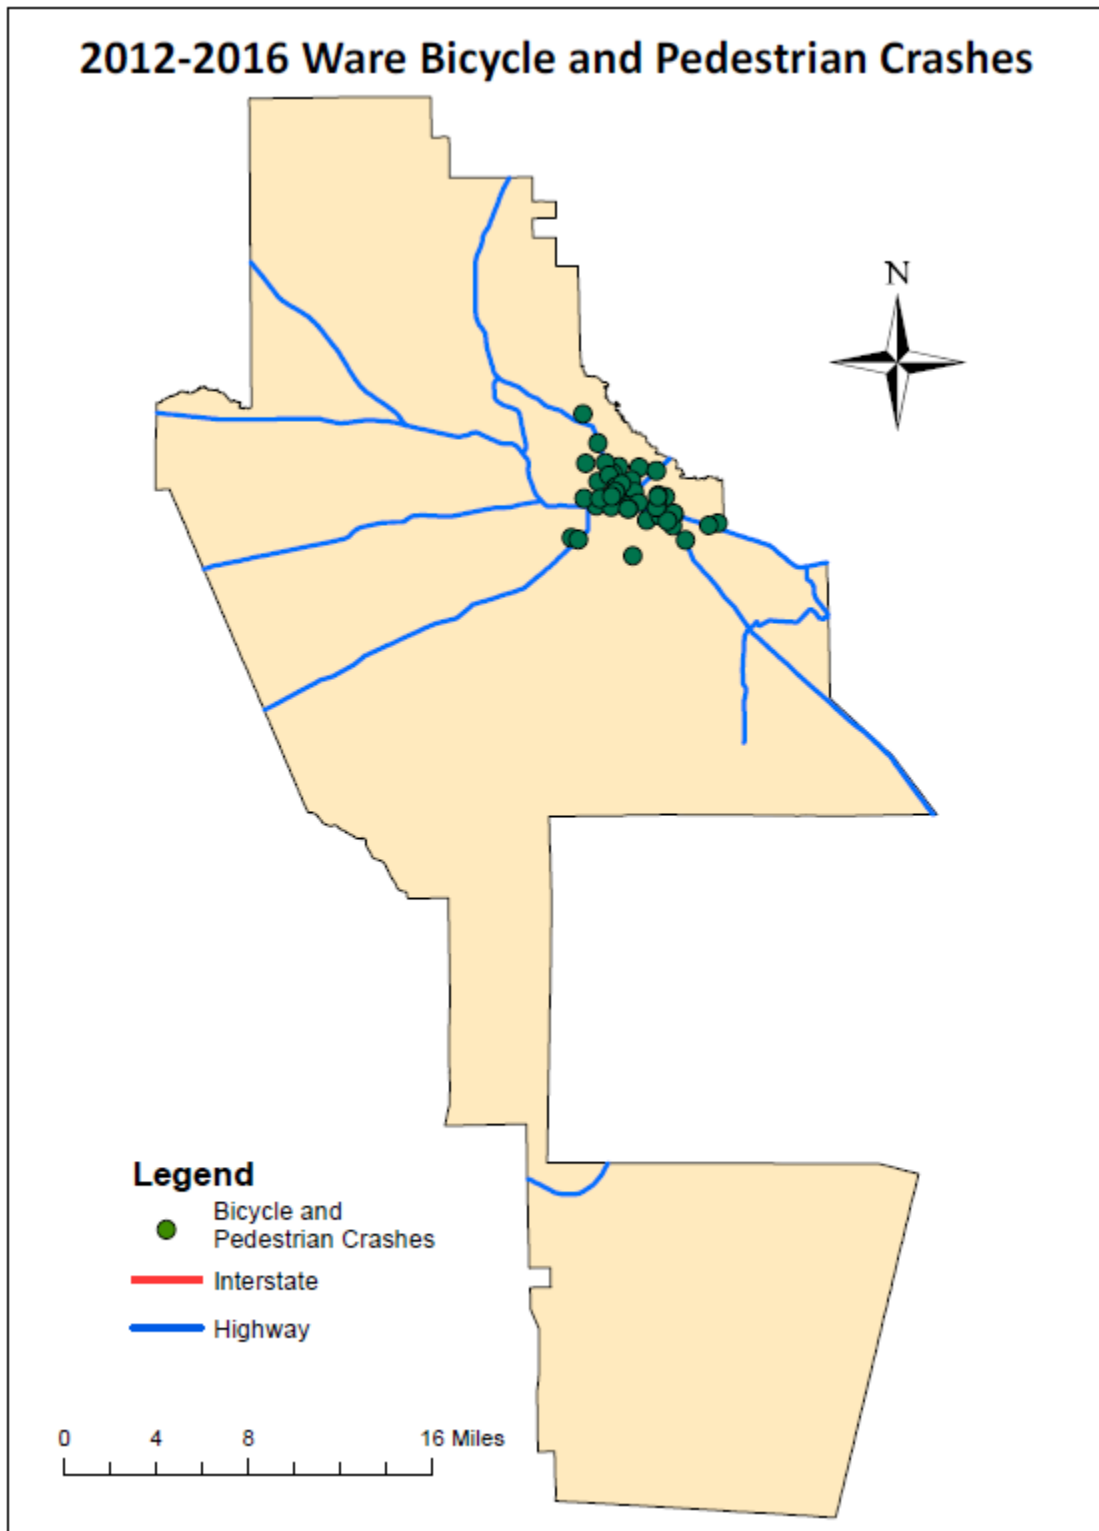 2012-2016 Ware Bicycle and Pedestrian Crashes
N
Legend
Bicycle and
Pedestrian Crashes
Interstate
Highway
0 4 8 16 Miles